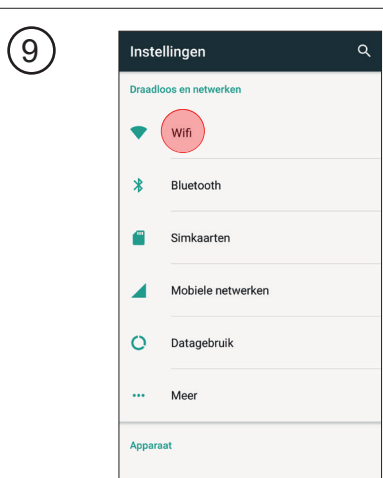 9
Instellingen
Draadloos en netwerken
Wifi
Bluetooth
Simkaarten
Mobiele netwerken
Datagebruik
Meer
Apparaat